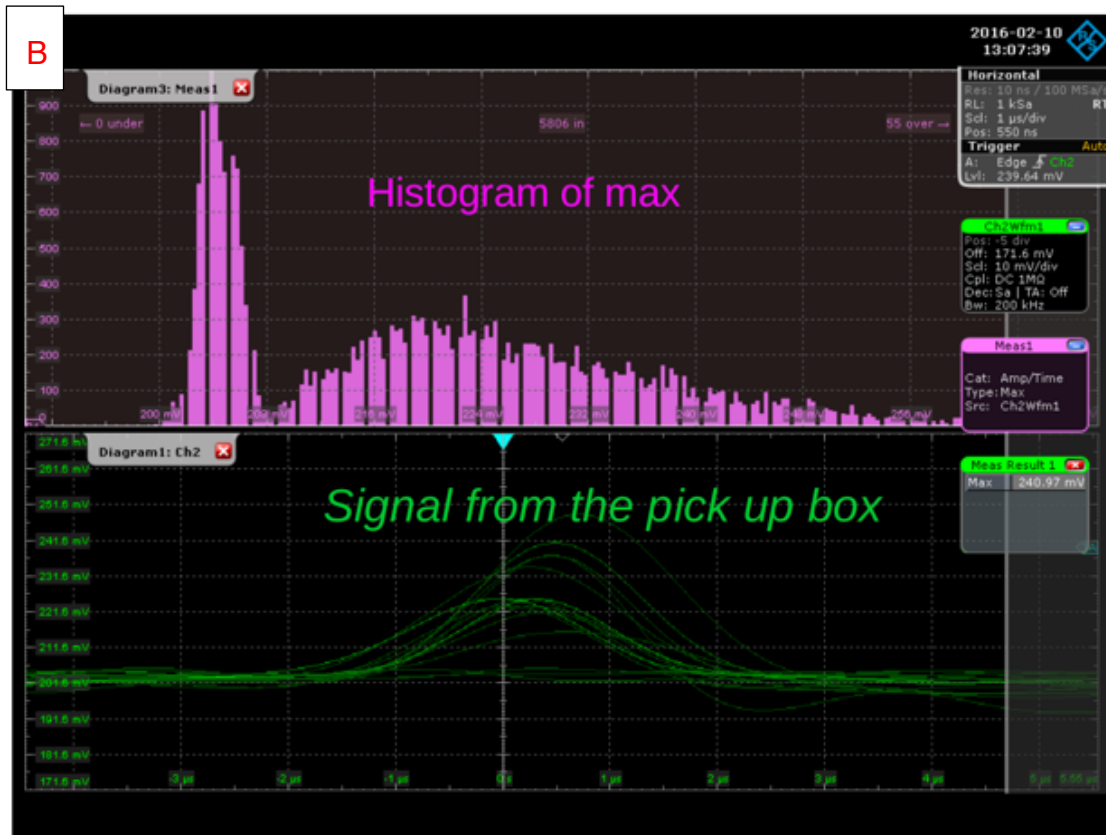 B
2016-02-10
13:07:39
Diagram3: Meas1
Horizontal
Res: 10 ns / 100 MSa/s
RL: 1 kSa RT
Scl: 1 µs/div
Pos: 550 ns
Trigger Auto
A: Edge Ch2
Lvl: 239.64 mV
← 0 under 5806 in 55 over →
900
800
700
600
500
400
300
200
100
Histogram of max
Ch2Wfm1
Pos: -5 div
Off: 171.6 mV
Scl: 10 mV/div
Cpl: DC 1MΩ
Dec: Sa | TA: Off
Bw: 200 kHz
Meas1
Cat: Amp/Time
Type: Max
Src: Ch2Wfm1
200 mV 216 mV 224 mV 232 mV 240 mV
Diagram1: Ch2
Meas Result 1
Max 240.97 mV
Signal from the pick up box
271.6 mV
261.6 mV
251.6 mV
241.6 mV
231.6 mV
221.6 mV
211.6 mV
201.6 mV
191.6 mV
181.6 mV
171.6 mV
-3 µs -2 µs -1 µs 0 s 1 µs 2 µs 3 µs 4 µs 5 µs 5.55 µs